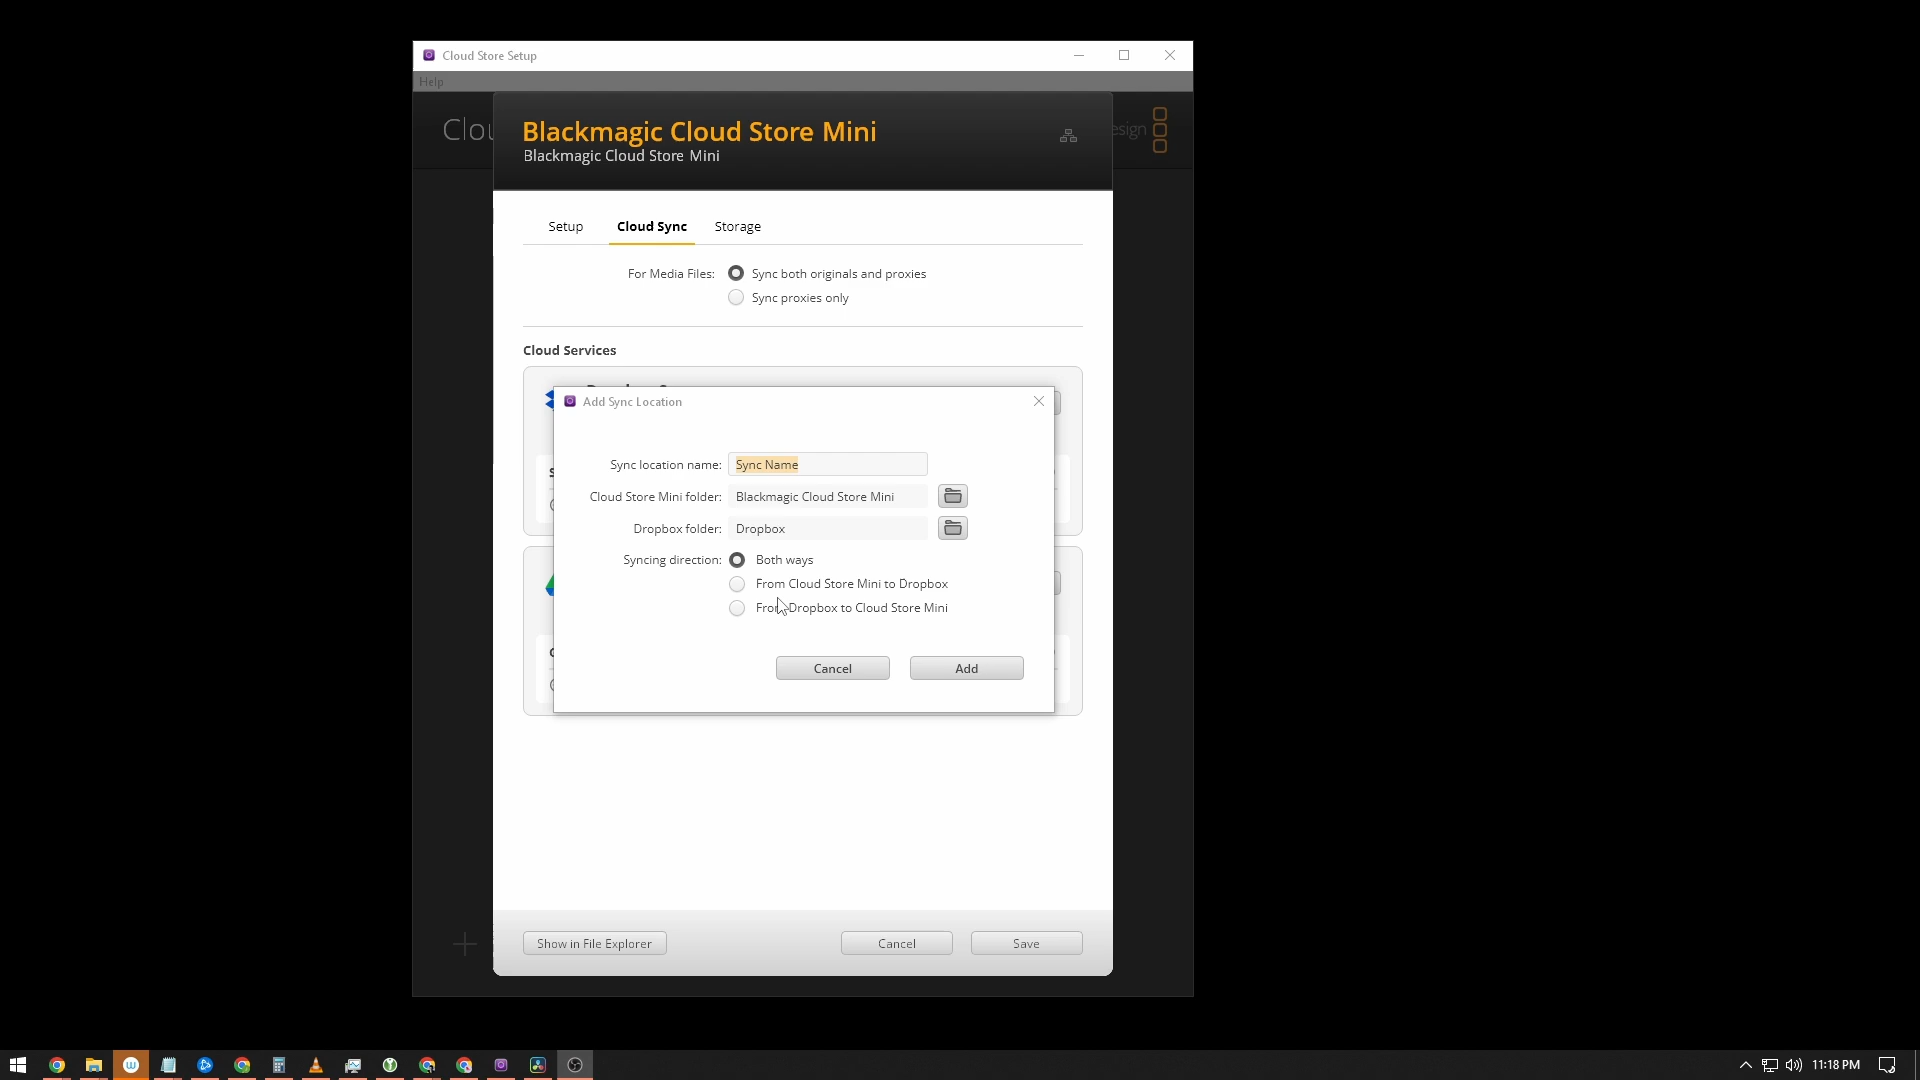 Cloud Store Setup
Help
Blackmagic Cloud Store Mini
Blackmagic Cloud Store Mini
esign
Setup Cloud Sync Storage
For Media Files: Sync both originals and proxies
Sync proxies only
Cloud Services
Add Sync Location
Sync location name: Sync Name
Cloud Store Mini folder: Blackmagic Cloud Store Mini
Dropbox folder: Dropbox
Syncing direction: Both ways
From Cloud Store Mini to Dropbox
From Dropbox to Cloud Store Mini
Cancel Add
Show in File Explorer Cancel Save
11:18 PM